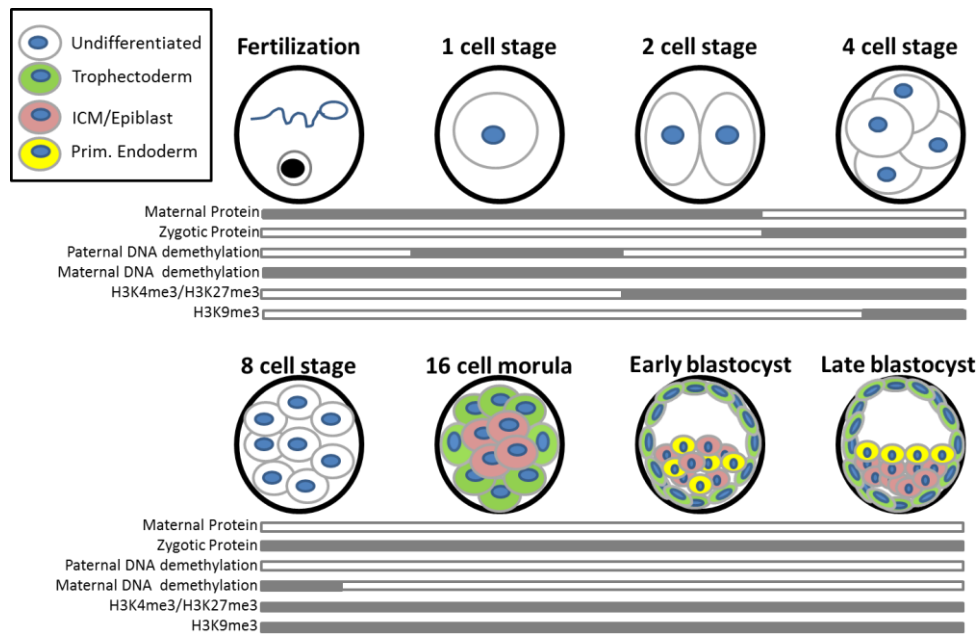 Undifferentiated
Trophectoderm
ICM/Epiblast
Prim. Endoderm
Fertilization 1 cell stage 2 cell stage 4 cell stage
Maternal Protein
Zygotic Protein
Paternal DNA demethylation
Maternal DNA demethylation
H3K4me3/H3K27me3
H3K9me3
8 cell stage 16 cell morula Early blastocyst Late blastocyst
Maternal Protein
Zygotic Protein
Paternal DNA demethylation
Maternal DNA demethylation
H3K4me3/H3K27me3
H3K9me3